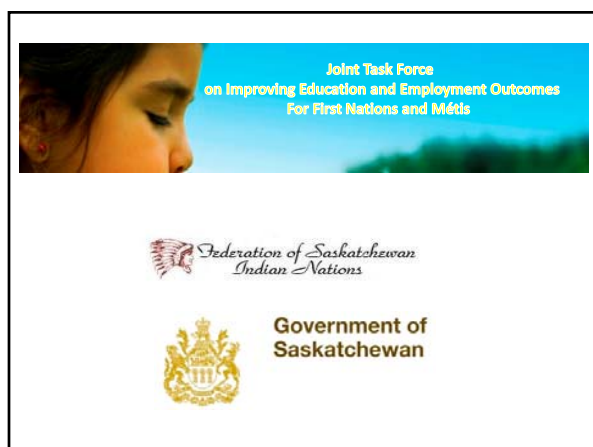 Joint Task Force
on Improving Education and Employment Outcomes
For First Nations and Métis
Federation of Saskatchewan
Indian Nations
Government of
Saskatchewan